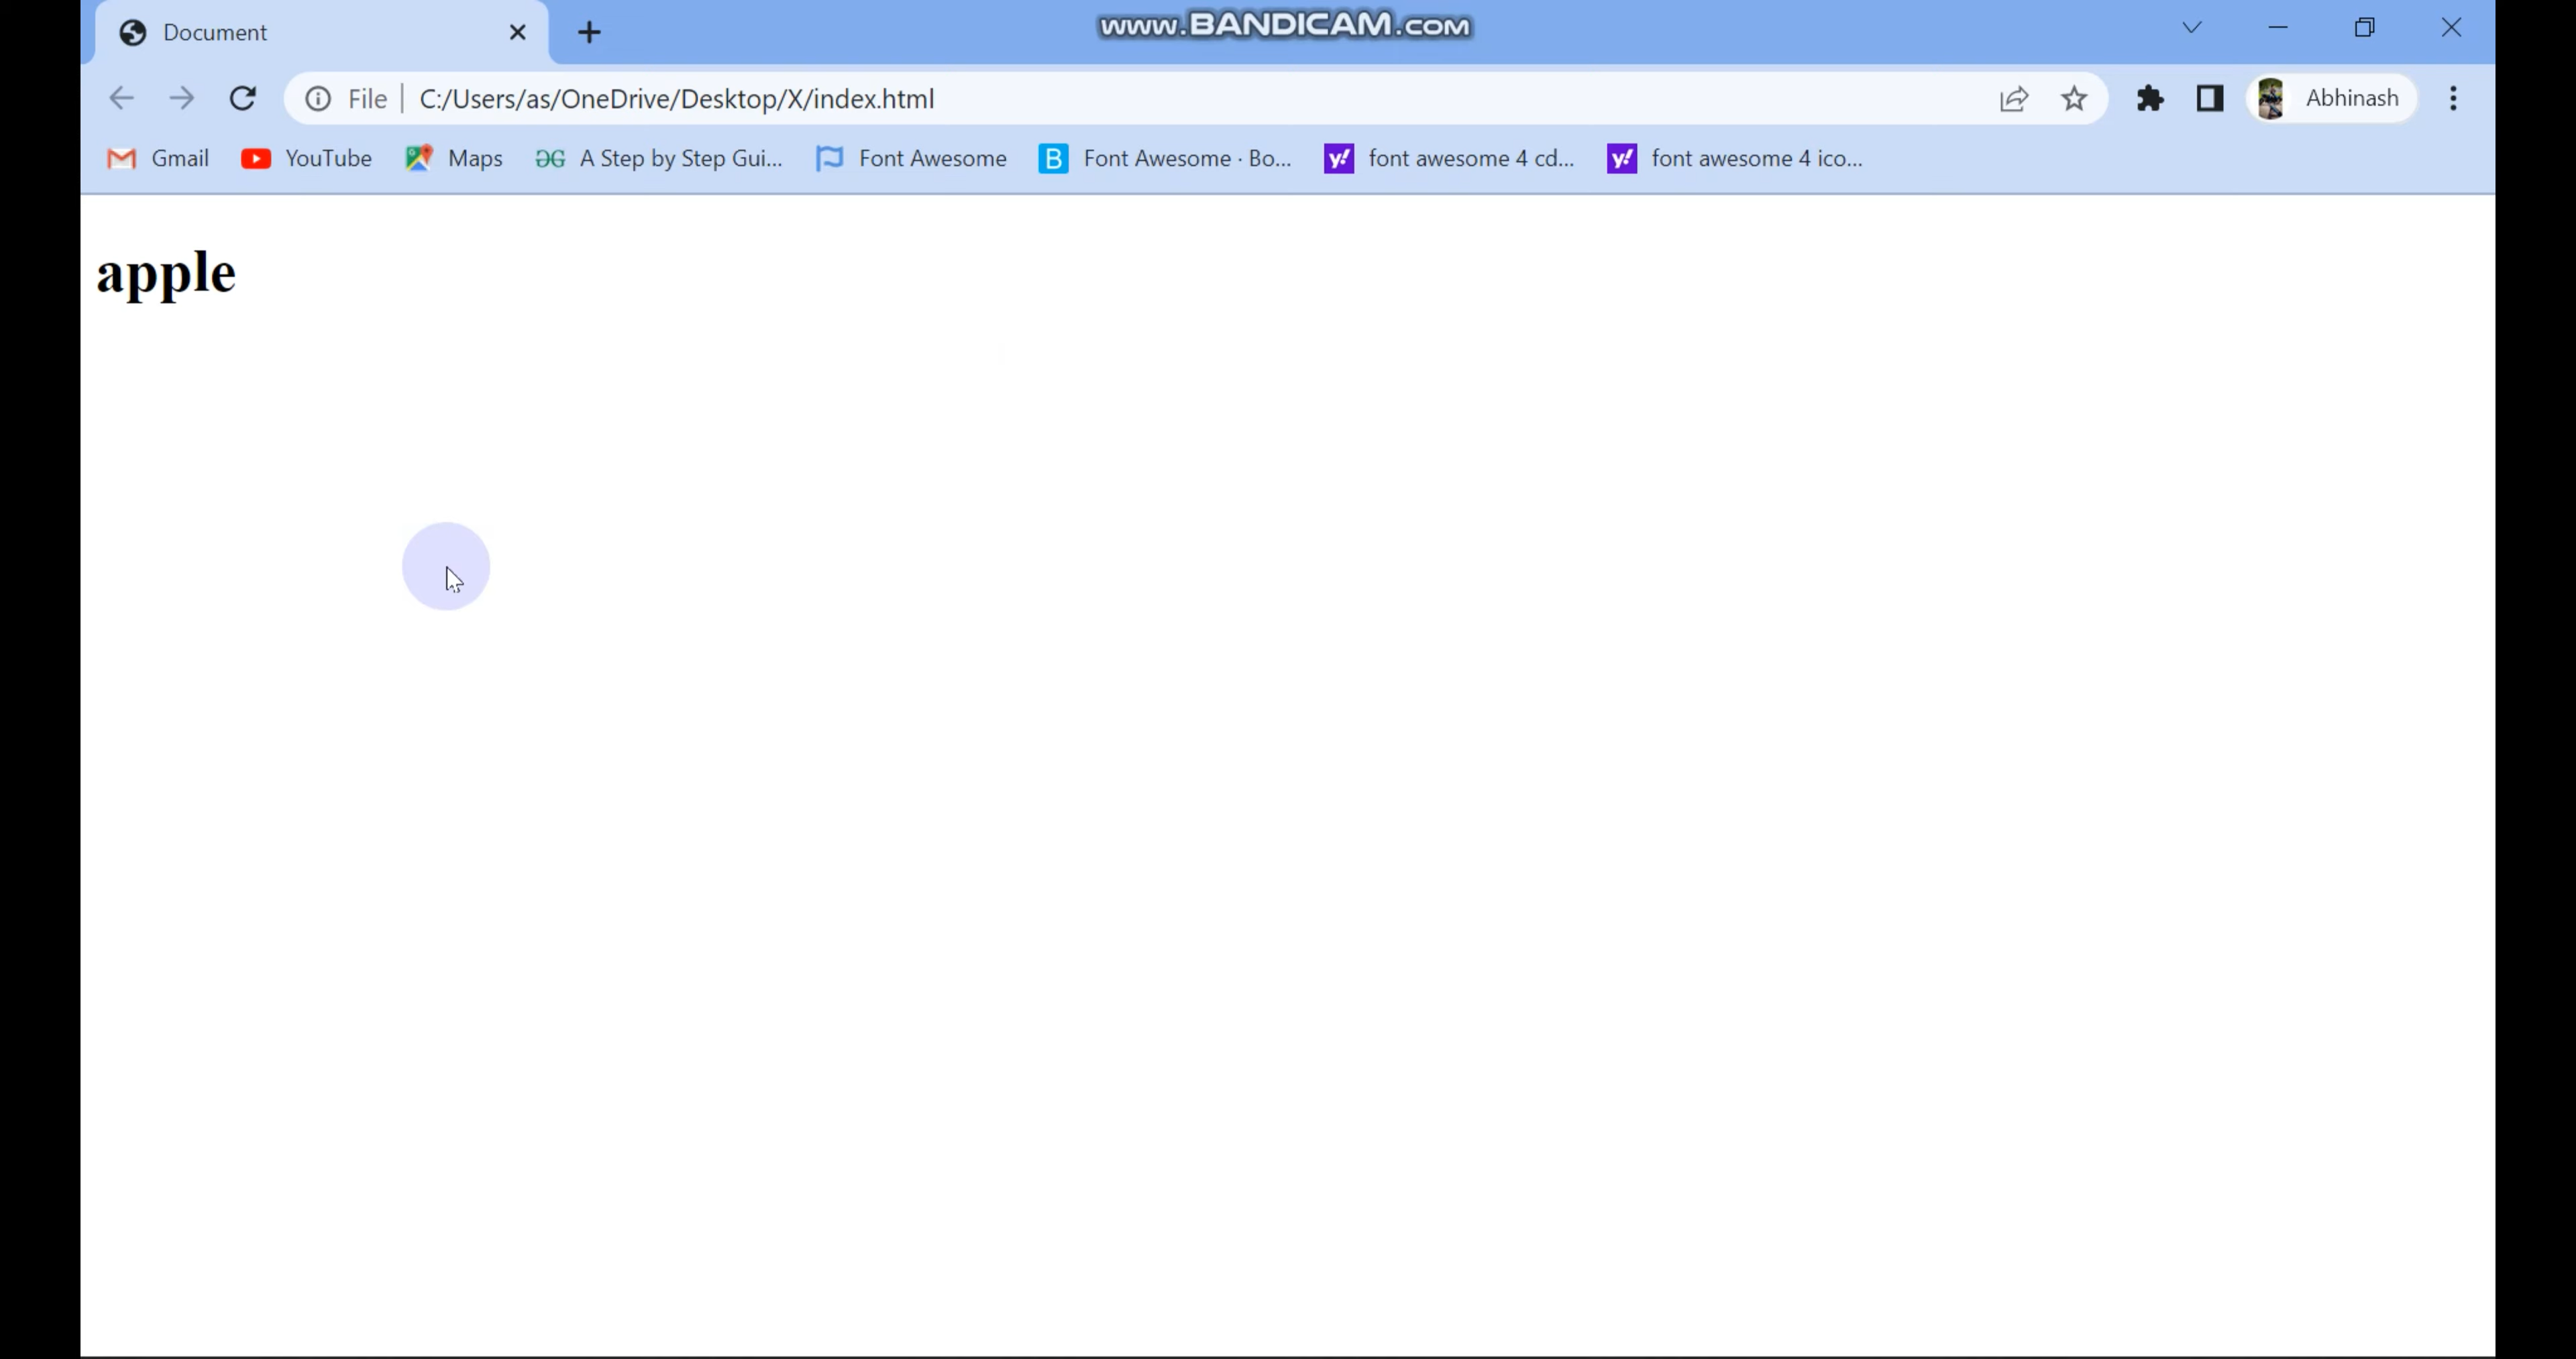 Document
www.BANDICAM.com
File
C:/Users/as/OneDrive/Desktop/X/index.html
Abhinash
Gmail YouTube Maps A Step by Step Gui... Font Awesome B Font Awesome · Bo... y! font awesome 4 cd... y! font awesome 4 ico...
apple